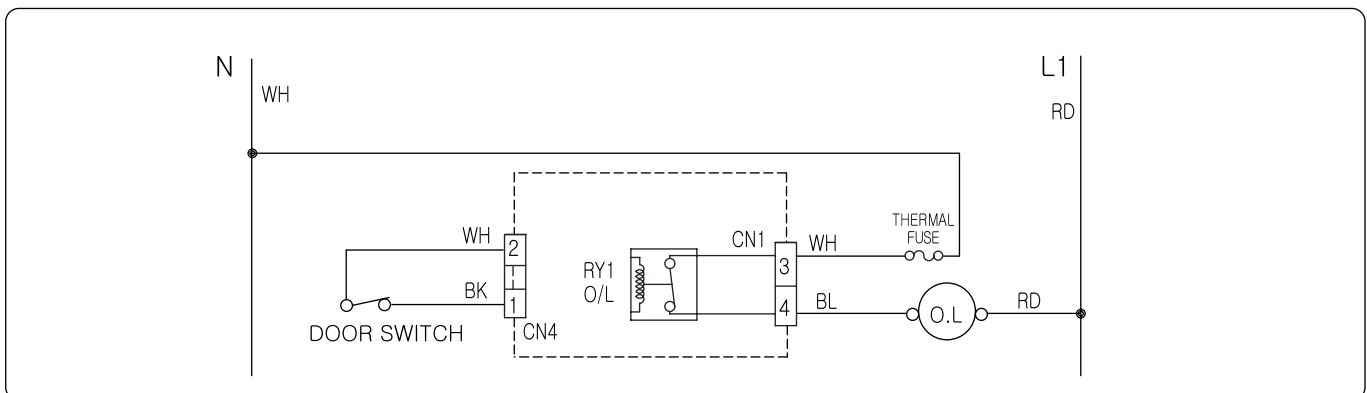 N
L1
WH
RD
THERMAL
FUSE
WH
2
CN1
WH
3
RY1
O/L
BK
1
4
BL
O.L
RD
DOOR SWITCH
CN4